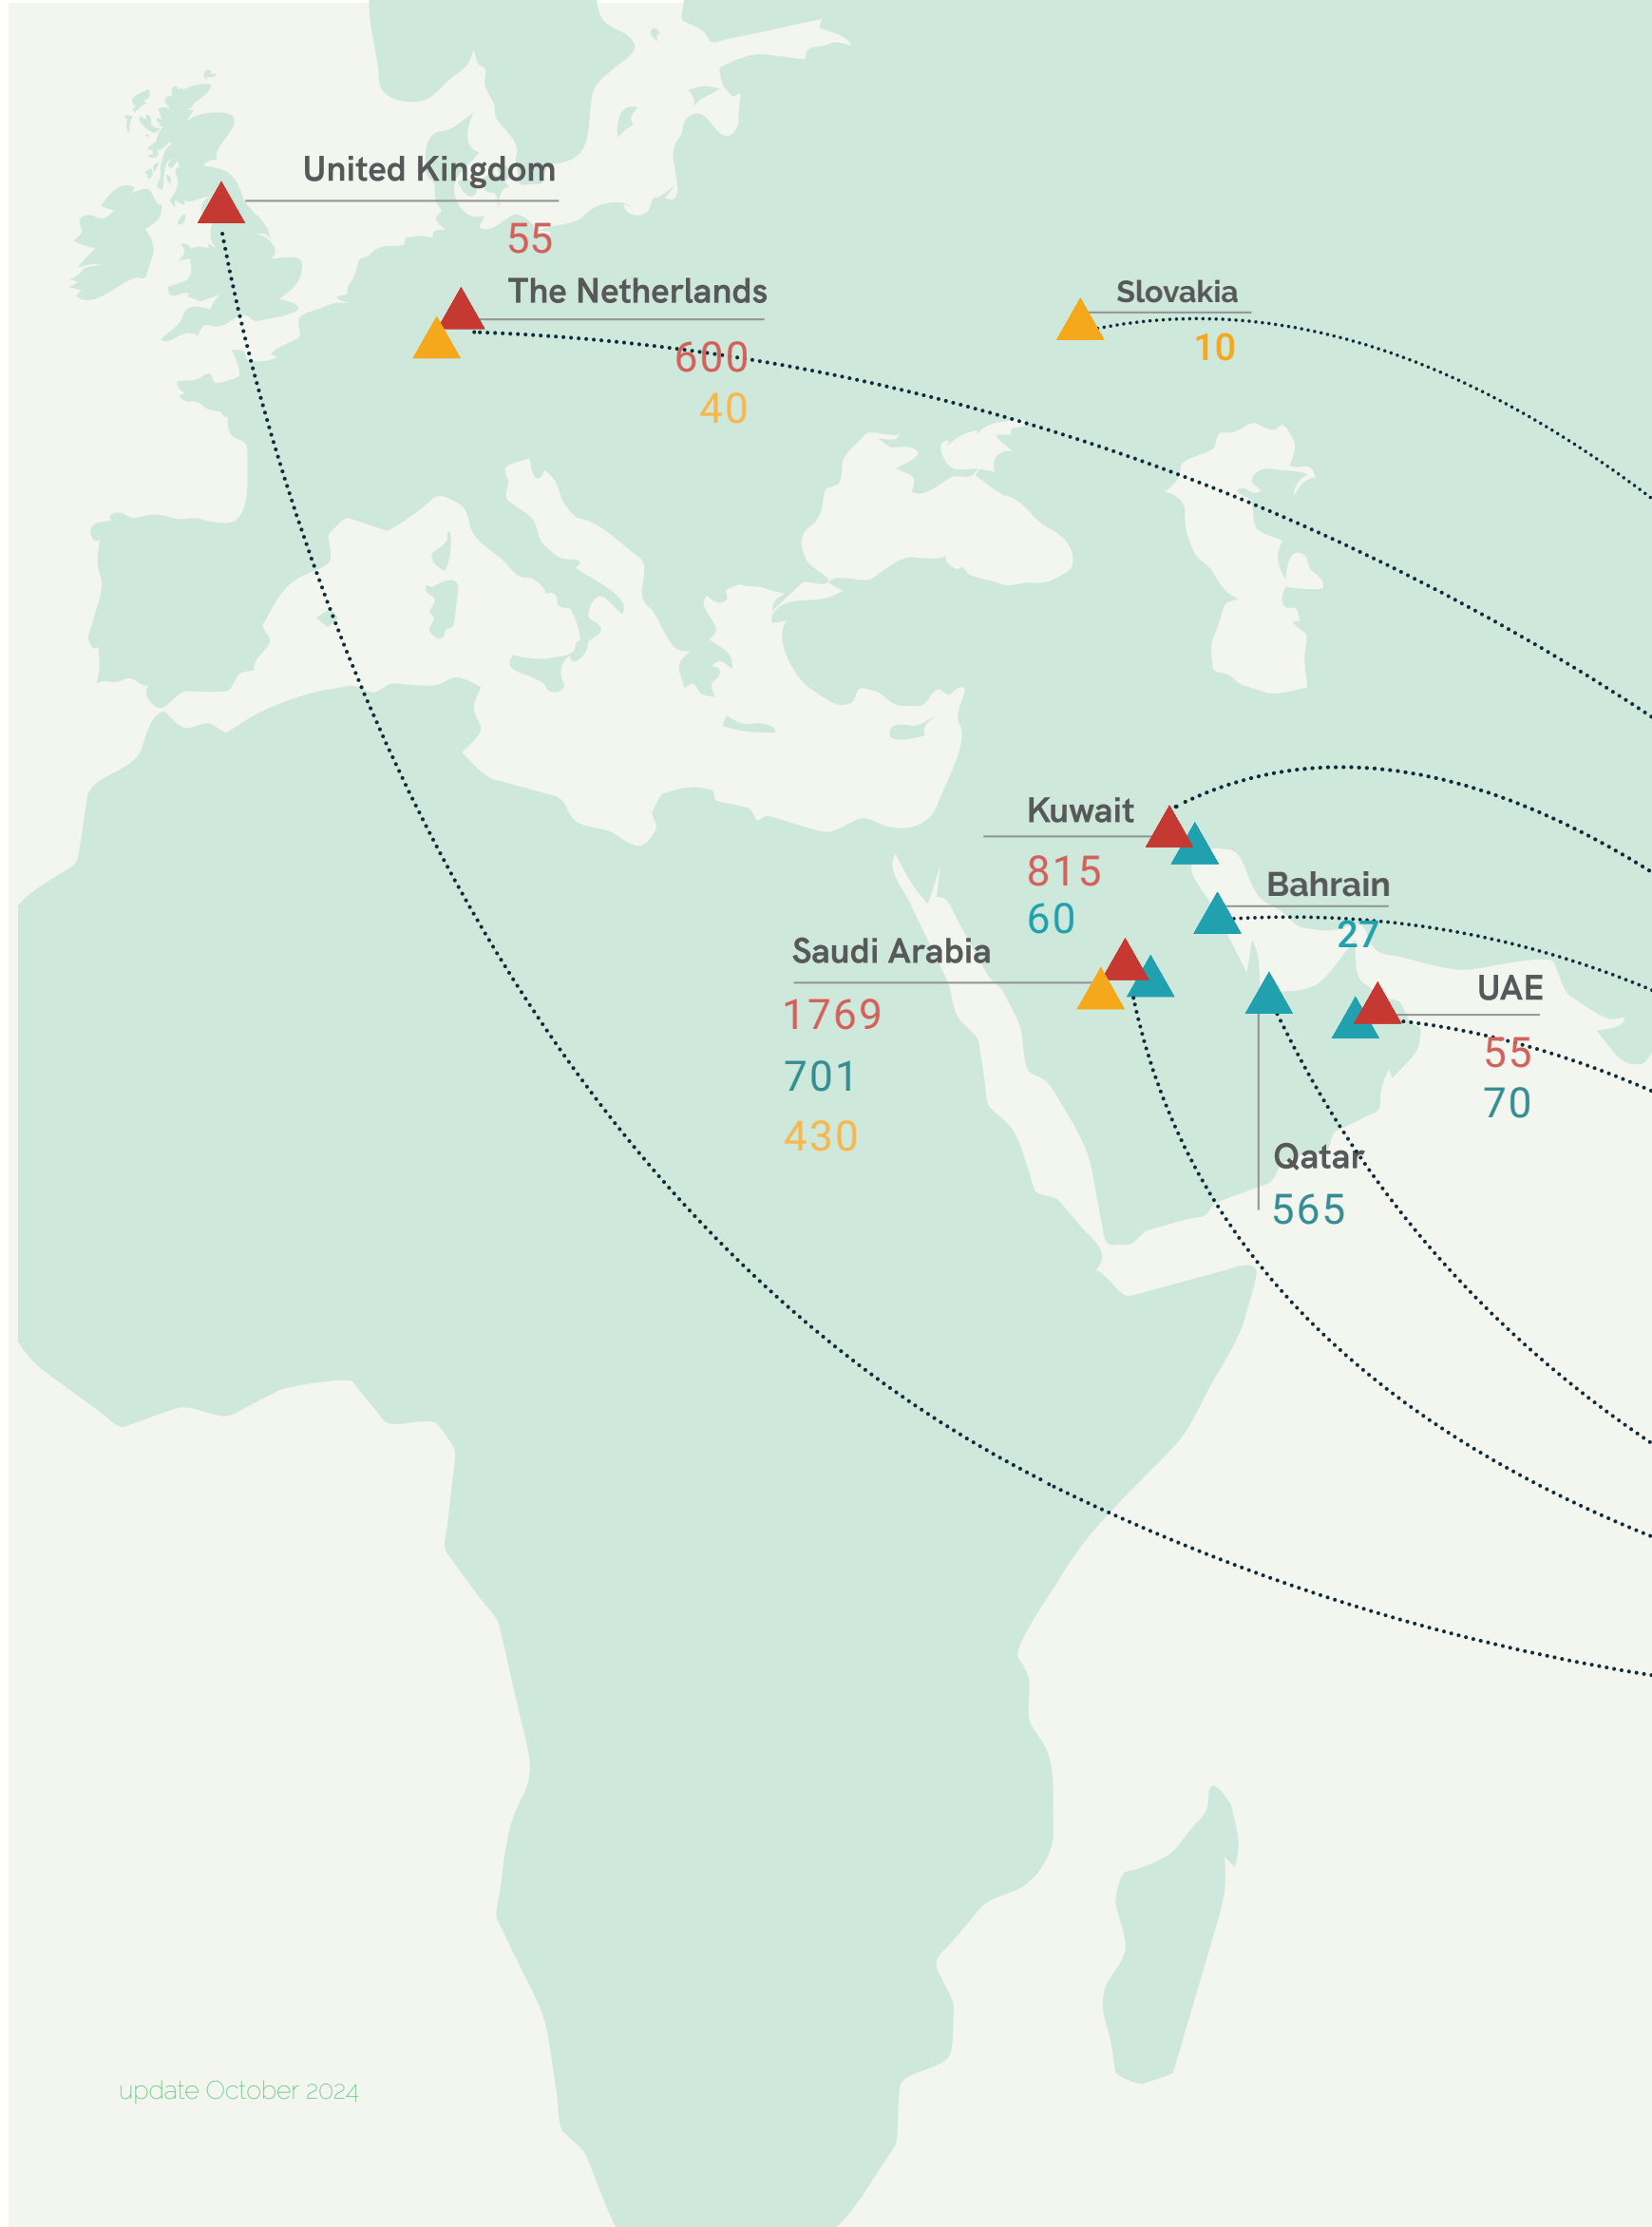 United Kingdom
55
The Netherlands
600
40
Slovakia
10
Kuwait
815
60
Bahrain
27
Saudi Arabia
1769
701
430
UAE
55
70
Qatar
565
update October 2024